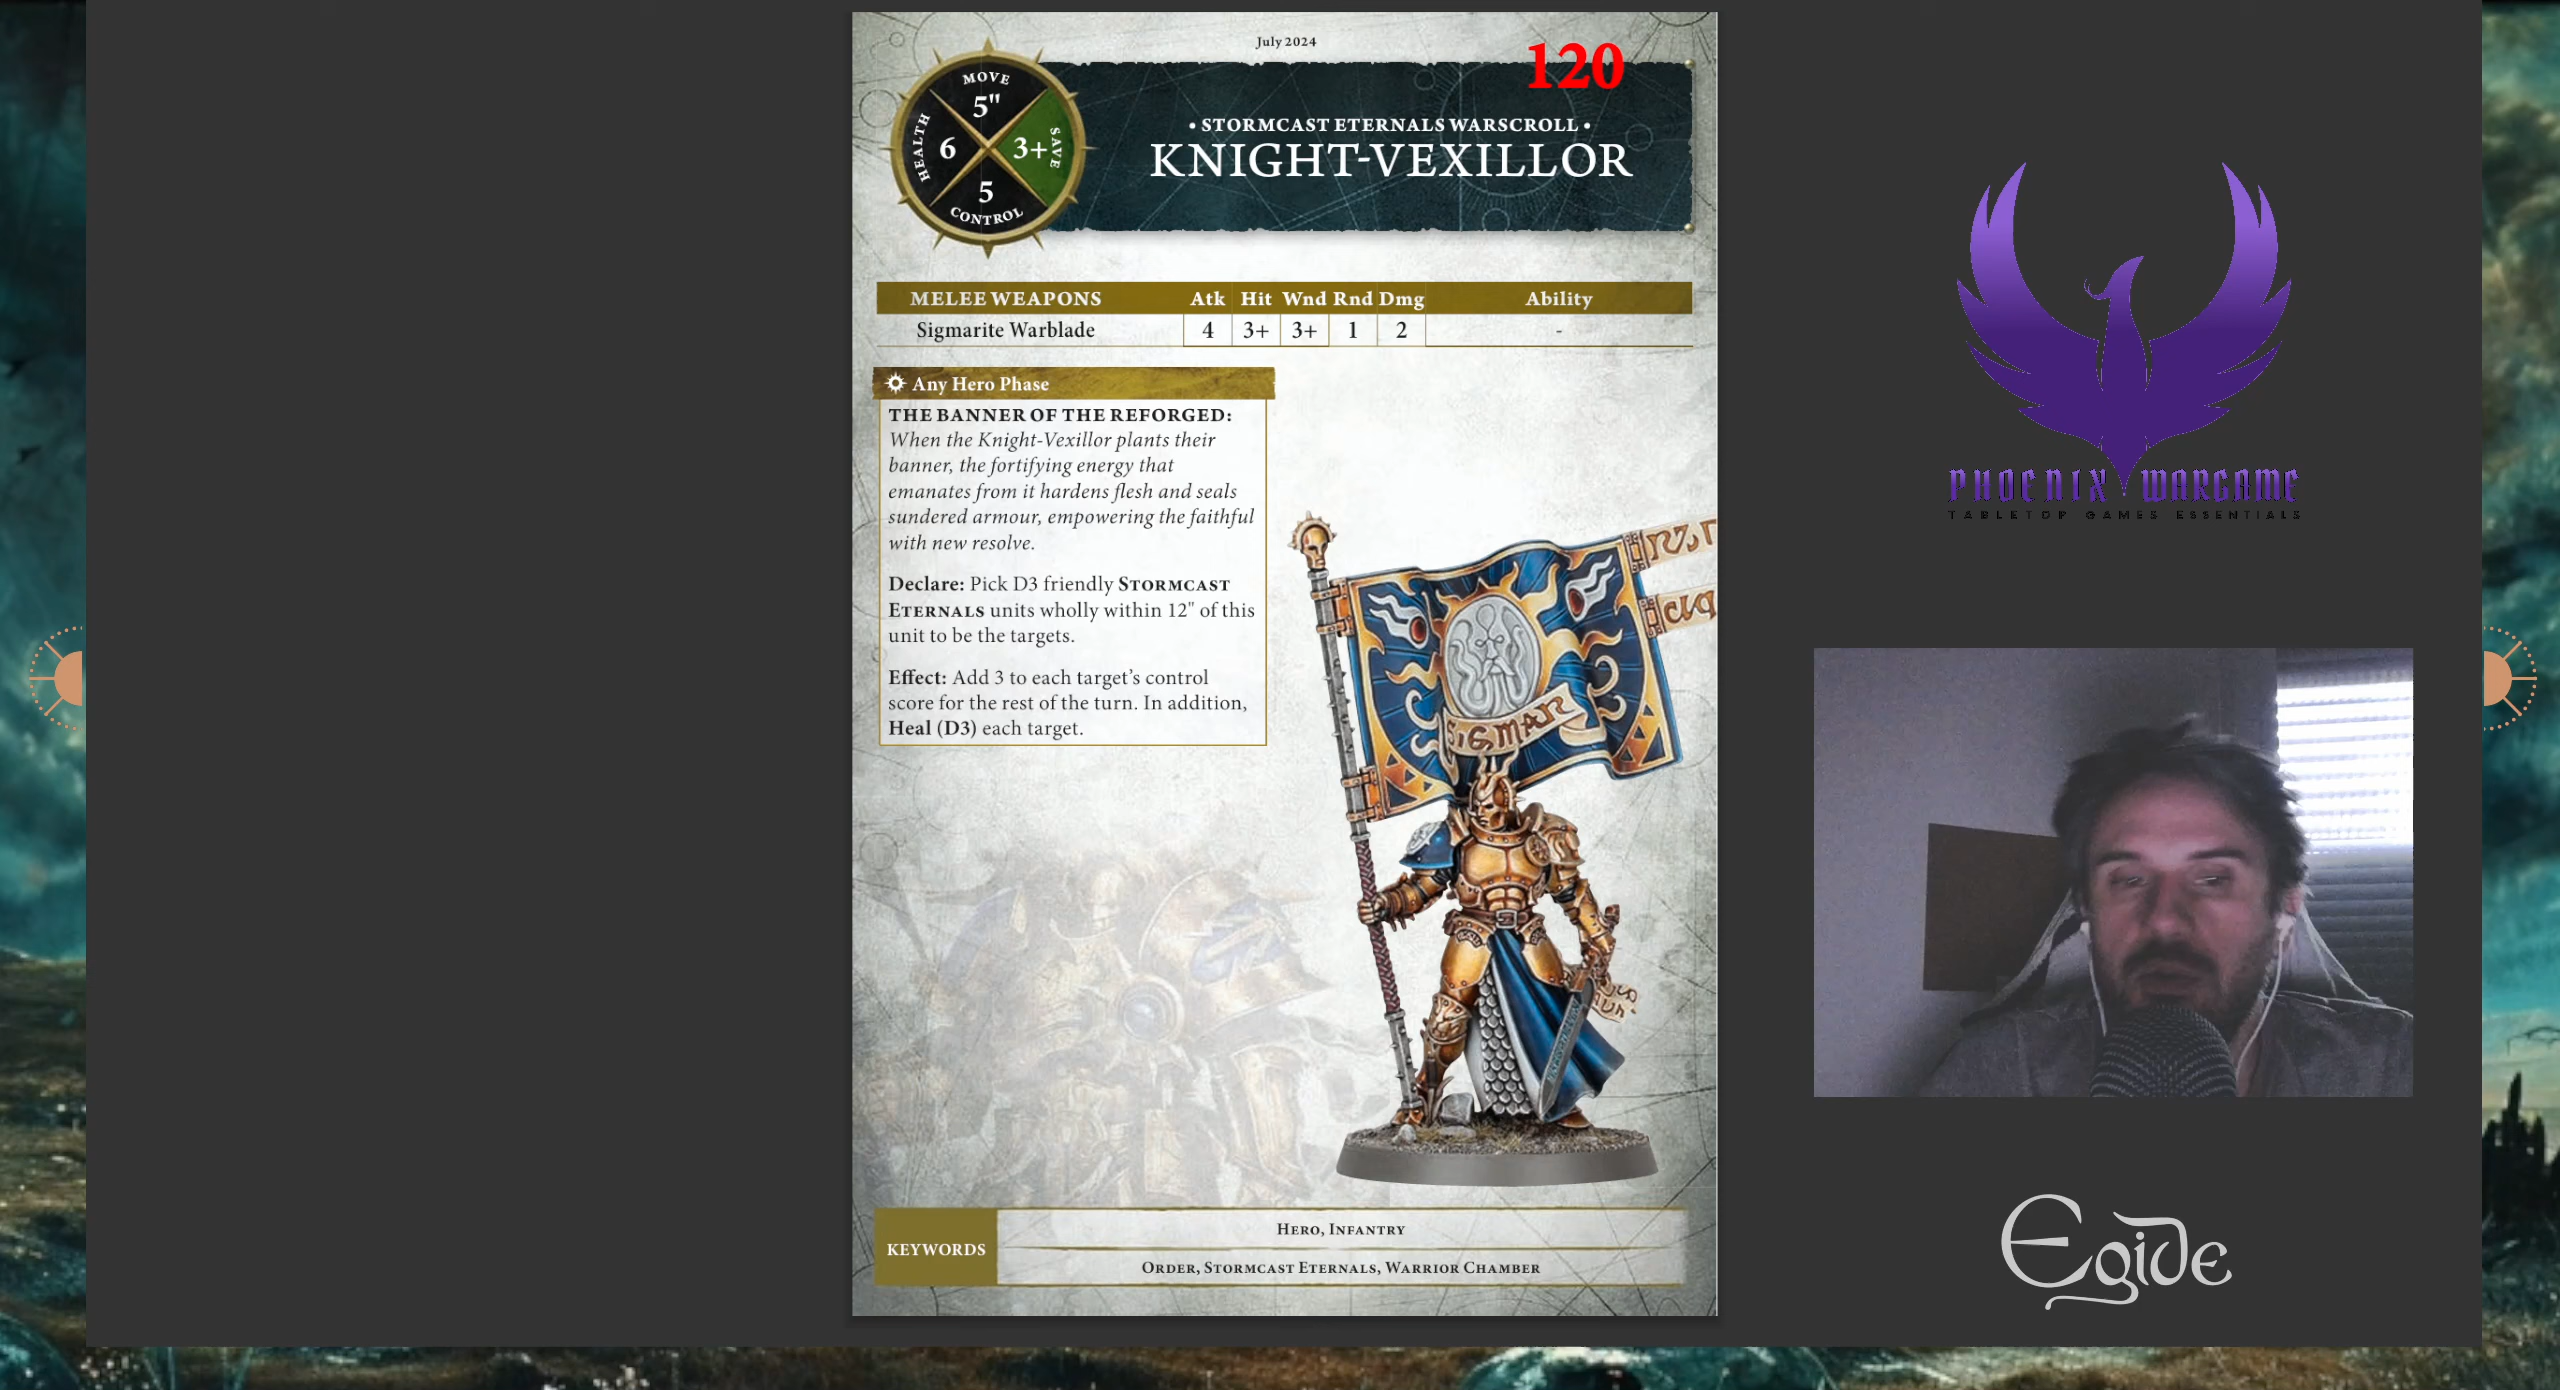 July 2024
120
MOVE
5"
HEALTH
6
3+
SAVE
5
CONTROL
• STORMCAST ETERNALS WARSCROLL •
KNIGHT-VEXILLOR
MELEE WEAPONS Atk Hit Wnd Rnd Dmg Ability
Sigmarite Warblade 4 3+ 3+ 1 2 -
Any Hero Phase
THE BANNER OF THE REFORGED:
When the Knight-Vexillor plants their
banner, the fortifying energy that
emanates from it hardens flesh and seals
sundered armour, empowering the faithful
with new resolve.
Declare: Pick D3 friendly STORMCAST
ETERNALS units wholly within 12" of this
unit to be the targets.
Effect: Add 3 to each target's control
score for the rest of the turn. In addition,
Heal (D3) each target.
SIGMAR
KEYWORDS
HERO, INFANTRY
ORDER, STORMCAST ETERNALS, WARRIOR CHAMBER
PHOENIX WARGAME
TABLETOP GAMES ESSENTIALS
Egide